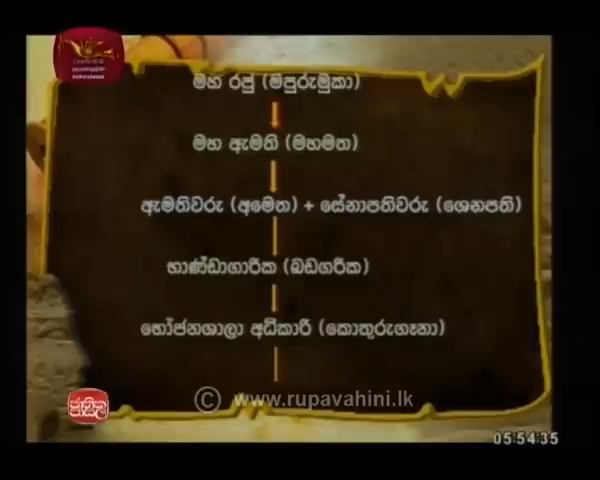 මහ රජු (මපුරුමුකා)
මහ ඇමති (මහමත)
ඇමතිවරු (අමෙත) + සේනාපතිවරු (ශෙනපති)
භාණ්ඩාගාරික (බඩගරික)
භෝජනශාලා අධිකාරී (කොතුරුගෑනා)
© www.rupavahini.lk
05:54:35